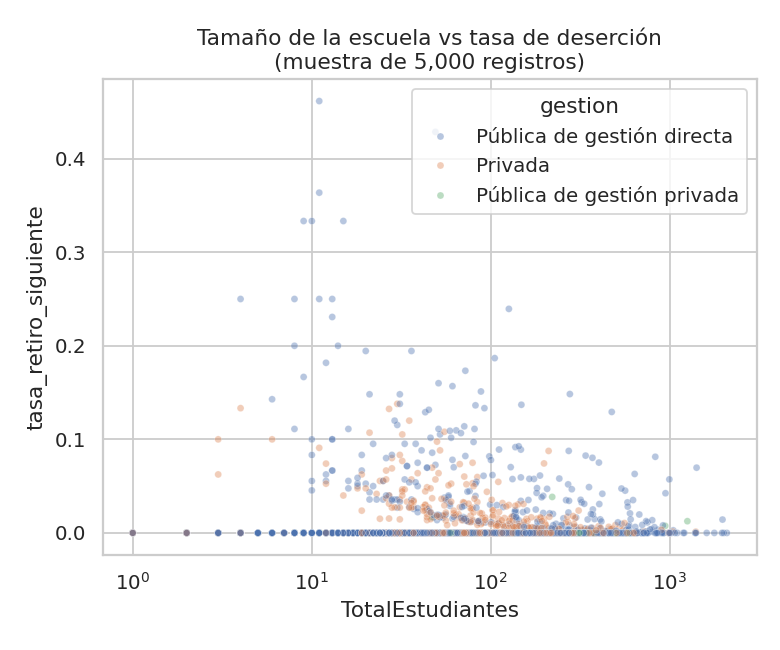 Tamaño de la escuela vs tasa de deserción
(muestra de 5,000 registros)
gestion
Pública de gestión directa
Privada
Pública de gestión privada
tasa_retiro_siguiente
0.4
0.3
0.2
0.1
0.0
10⁰
10¹
10²
10³
TotalEstudiantes